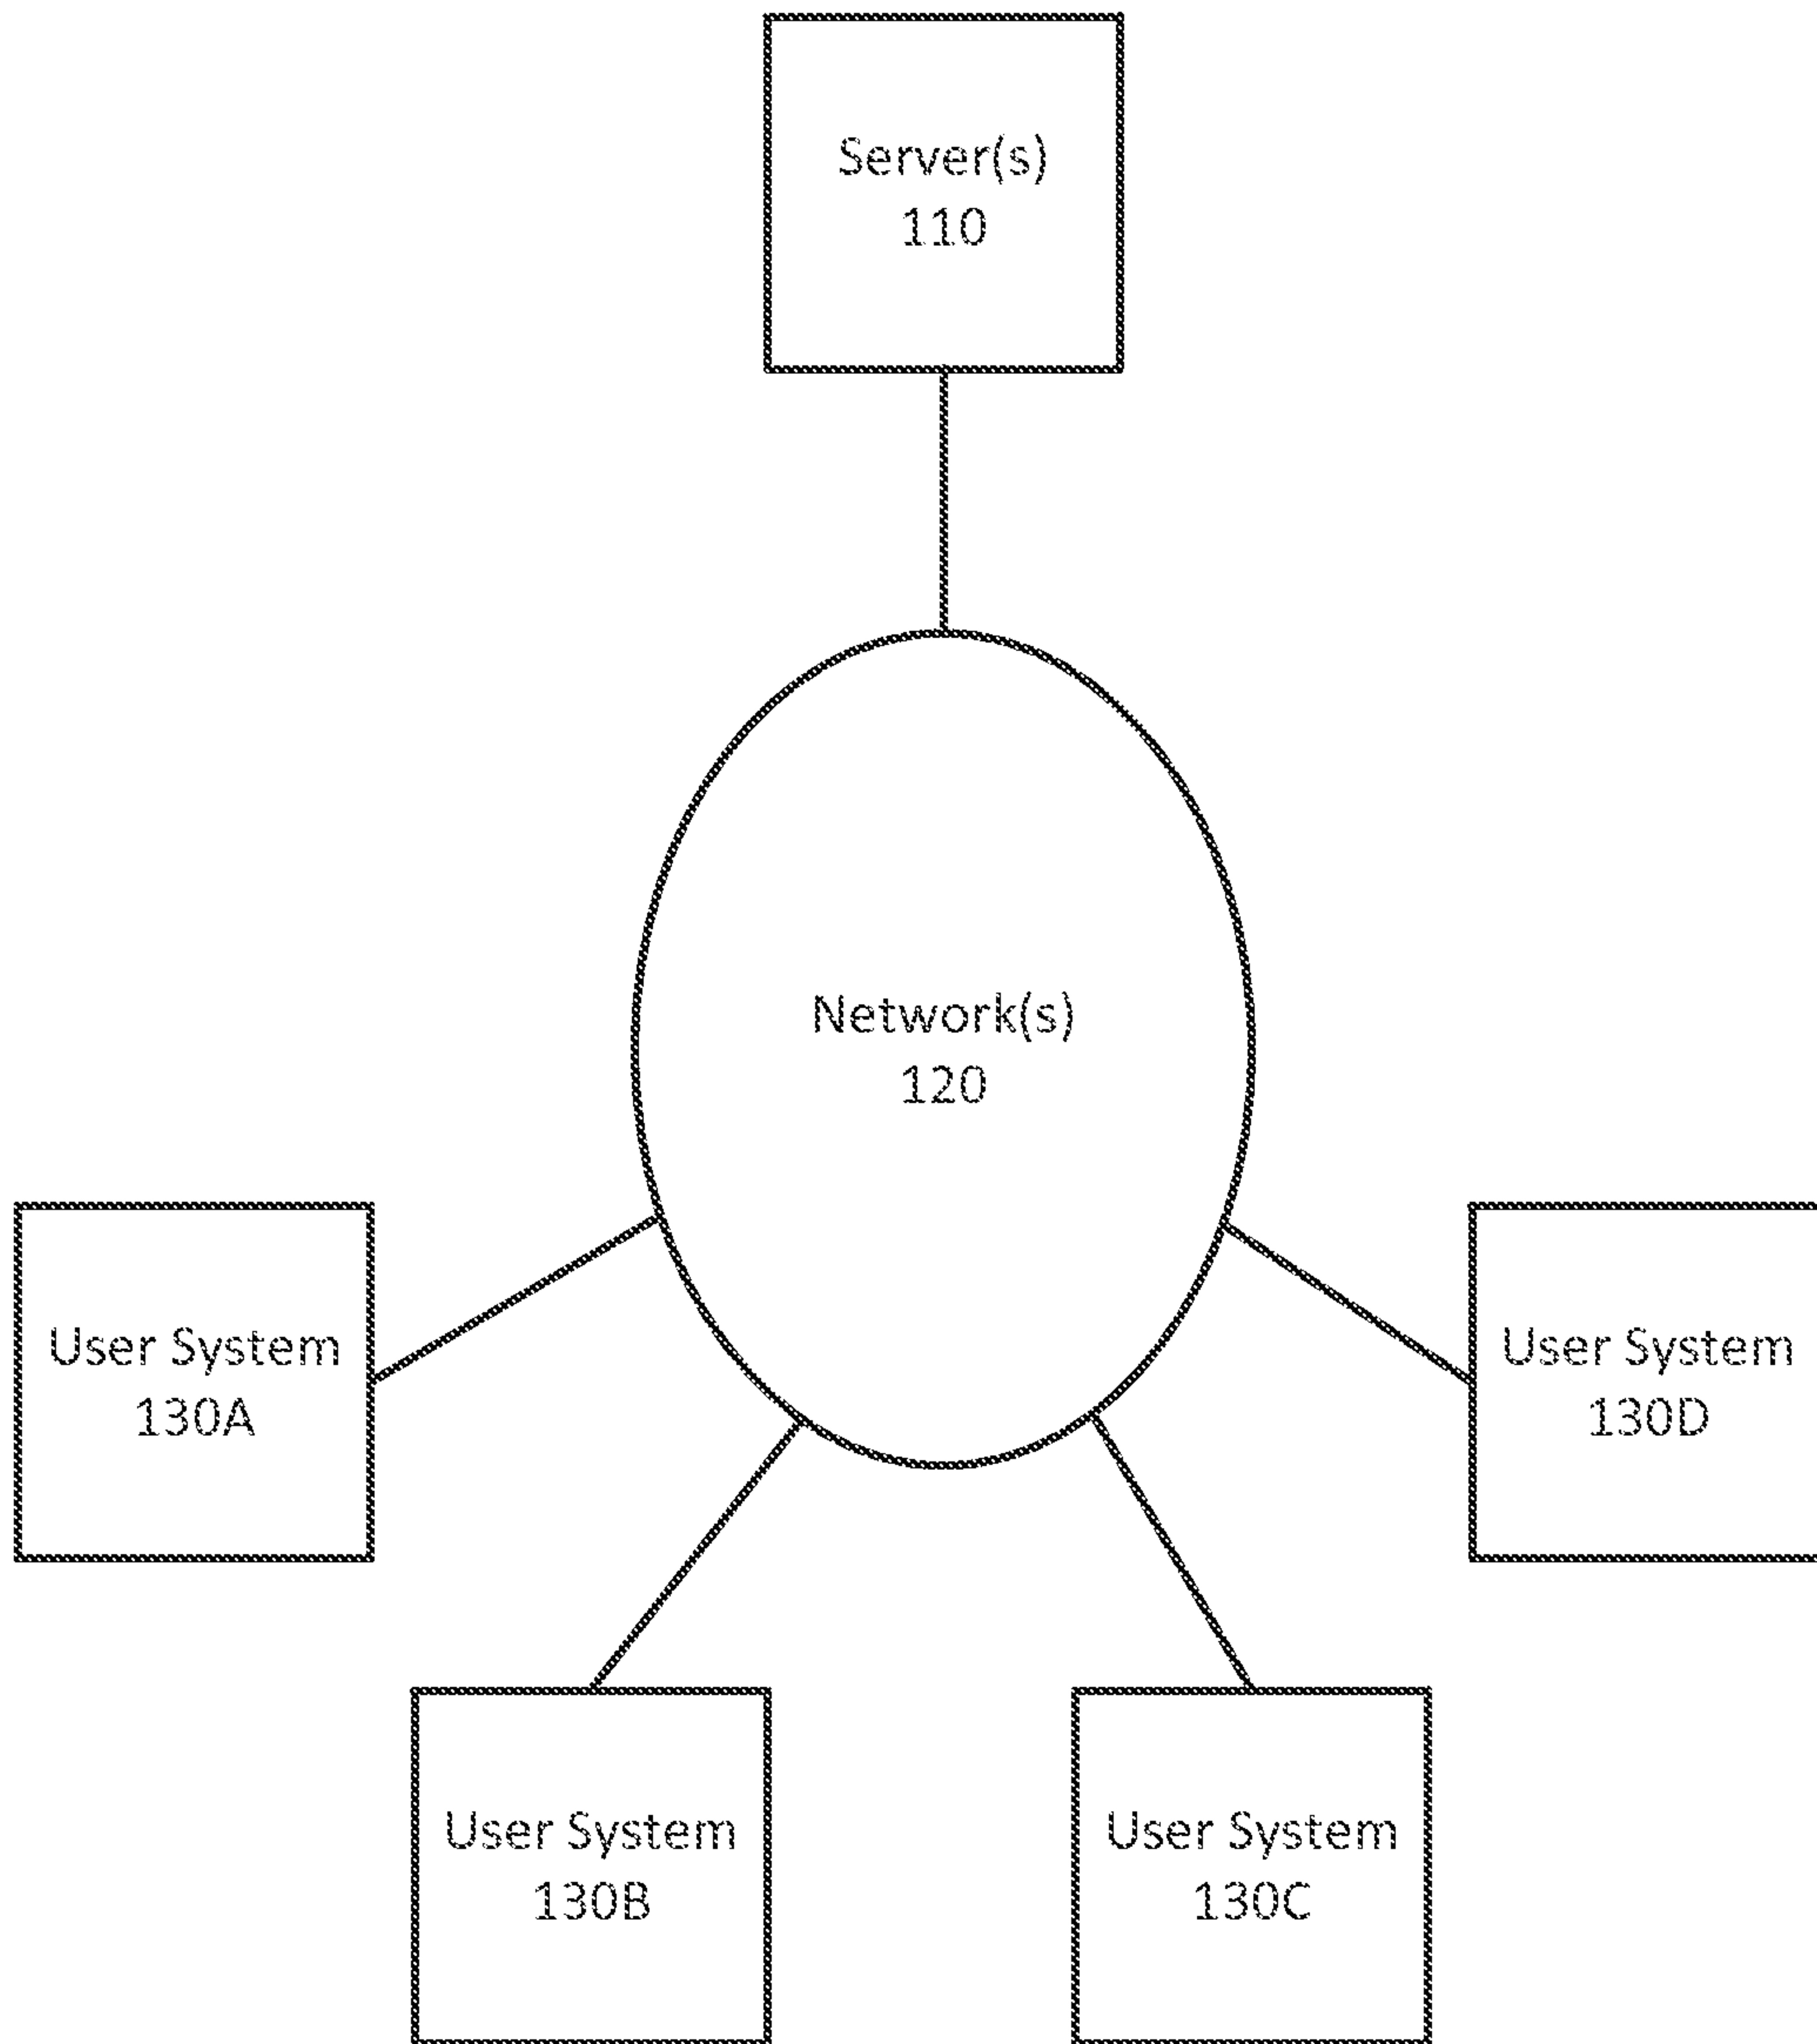 Server(s)
110
Network(s)
120
User System
130A
User System
130D
User System
130B
User System
130C